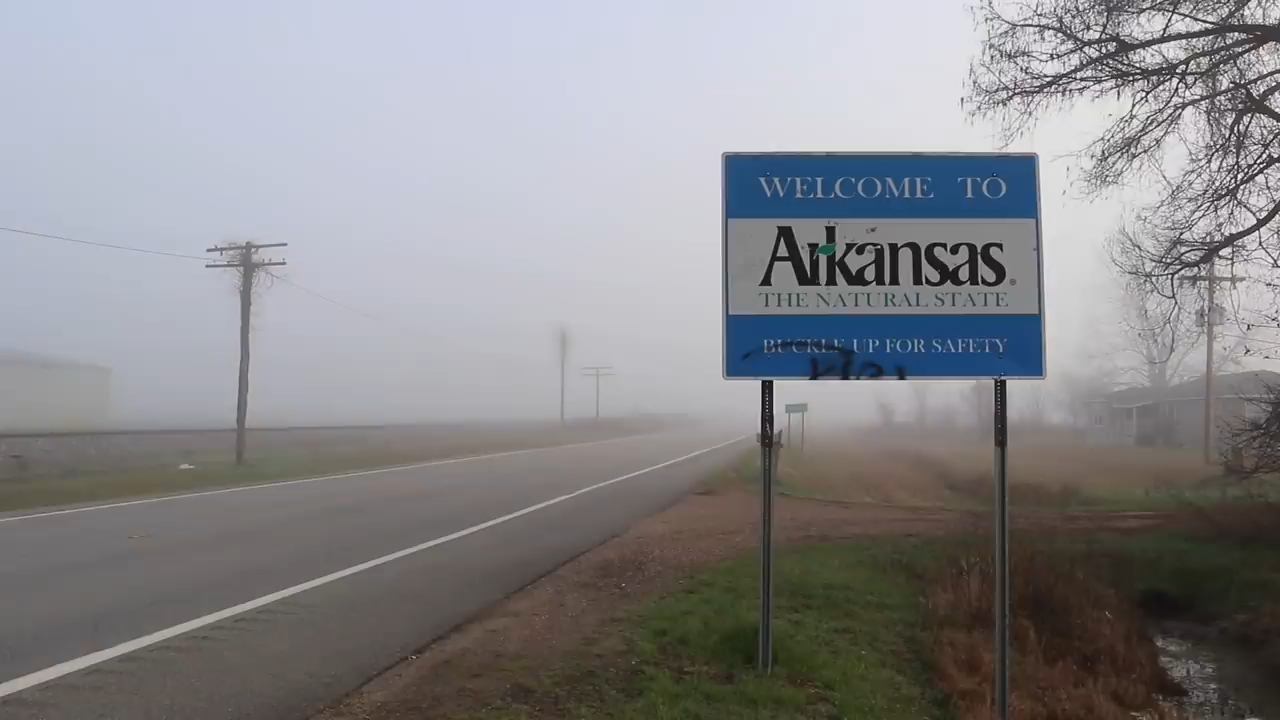 WELCOME TO
Arkansas®
THE NATURAL STATE
BUCKLE UP FOR SAFETY